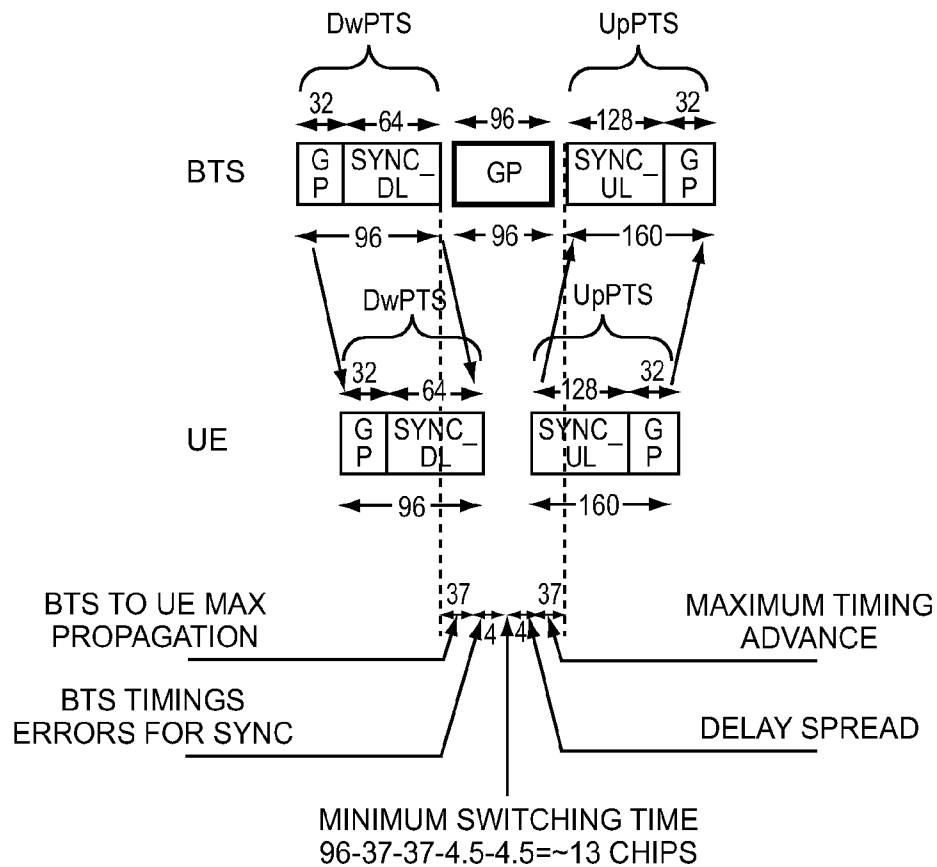 DwPTS UpPTS
32 64 96 128 32
BTS
G P
SYNC_ DL
GP
SYNC_ UL
G P
96 96 160
DwPTS UpPTS
32 64 128 32
UE
G P
SYNC_ DL
SYNC_ UL
G P
96 160
37 4 4 37
BTS TO UE MAX
PROPAGATION
MAXIMUM TIMING
ADVANCE
BTS TIMINGS
ERRORS FOR SYNC
DELAY SPREAD
MINIMUM SWITCHING TIME
96-37-37-4.5-4.5=~13 CHIPS